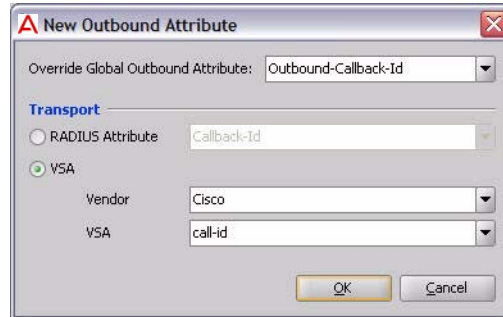 New Outbound Attribute
Override Global Outbound Attribute: Outbound-Callback-Id
Transport
RADIUS Attribute Callback-Id
VSA
Vendor Cisco
VSA call-id
OK Cancel